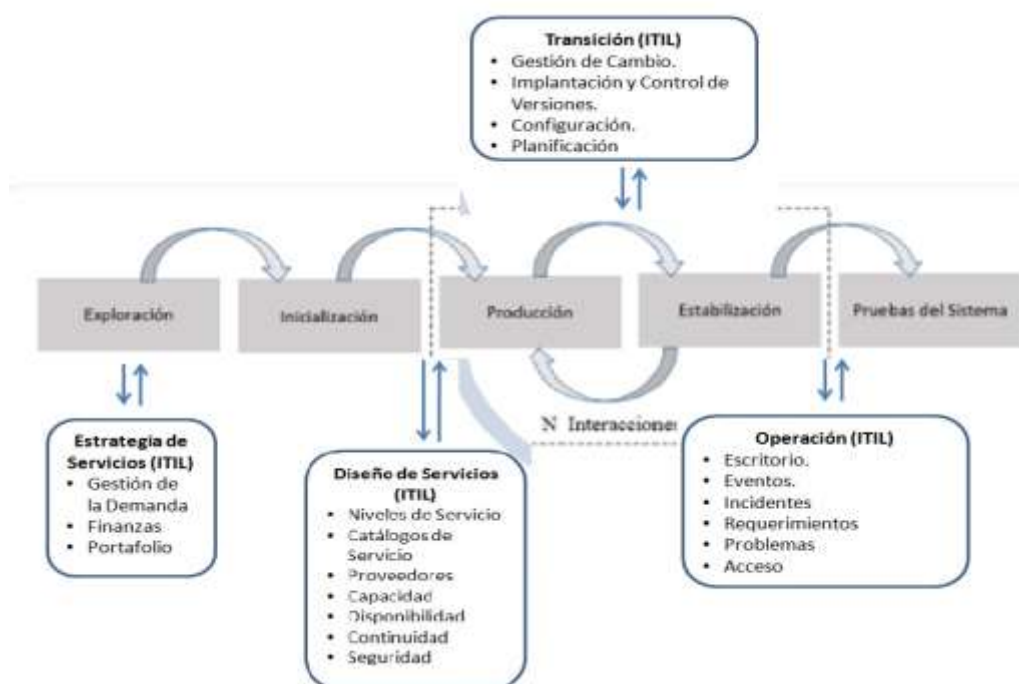 Transición (ITIL)
• Gestión de Cambio.
• Implantación y Control de
Versiones.
• Configuración.
• Planificación
Exploración
Inicialización
Producción
Estabilización
Pruebas del Sistema
N Interacciones
Estrategia de
Servicios (ITIL)
• Gestión de
la Demanda
• Finanzas
• Portafolio
Diseño de Servicios
(ITIL)
• Niveles de Servicio
• Catálogos de
Servicio
• Proveedores
• Capacidad
• Disponibilidad
• Continuidad
• Seguridad
Operación (ITIL)
• Escritorio.
• Eventos.
• Incidentes
• Requerimientos
• Problemas
• Acceso